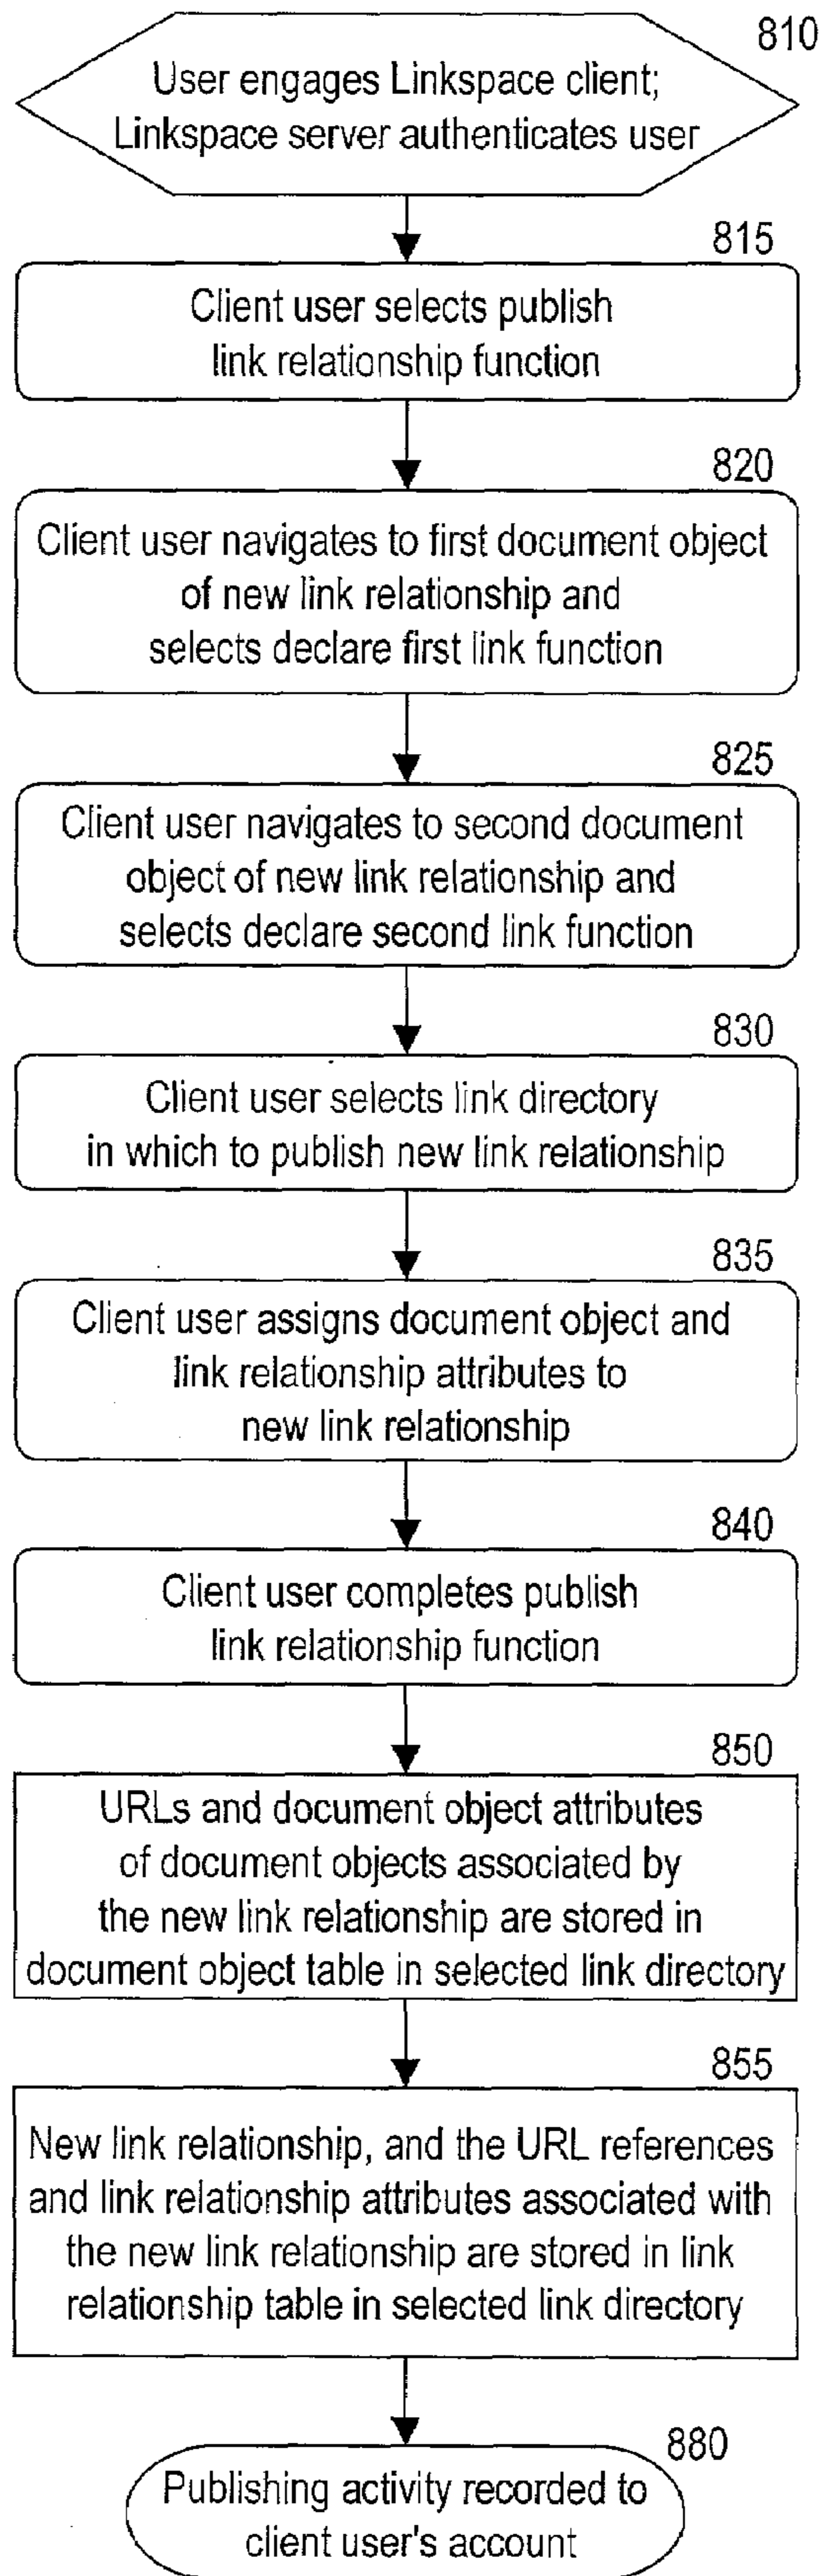 810
User engages Linkspace client;
Linkspace server authenticates user
815
Client user selects publish
link relationship function
820
Client user navigates to first document object
of new link relationship and
selects declare first link function
825
Client user navigates to second document
object of new link relationship and
selects declare second link function
830
Client user selects link directory
in which to publish new link relationship
835
Client user assigns document object and
link relationship attributes to
new link relationship
840
Client user completes publish
link relationship function
850
URLs and document object attributes
of document objects associated by
the new link relationship are stored in
document object table in selected link directory
855
New link relationship, and the URL references
and link relationship attributes associated with
the new link relationship are stored in link
relationship table in selected link directory
880
Publishing activity recorded to
client user's account